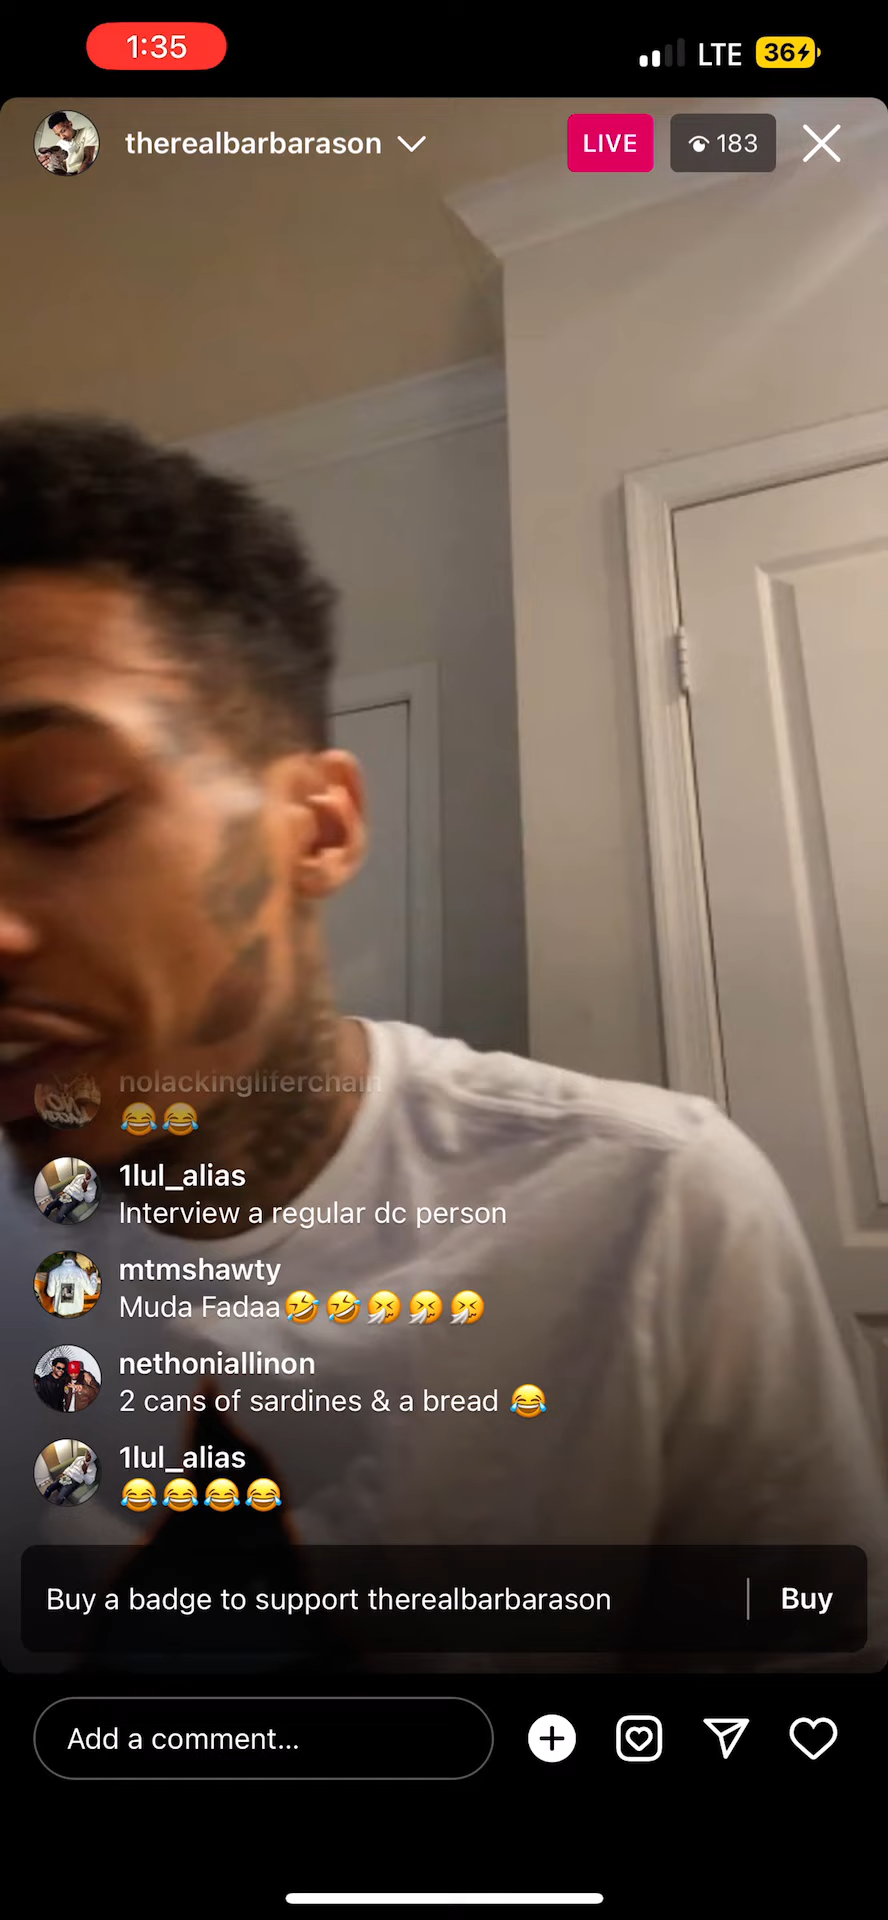 1:35
LTE
36
therealbarbarason
LIVE
183
nolackingliferchain
😂😂
1lul_alias
Interview a regular dc person
mtmshawty
Muda Fadaa🤣🤣🤧🤧🤧
nethoniallinon
2 cans of sardines & a bread 😂
1lul_alias
😂😂😂😂
Buy a badge to support therealbarbarason
Buy
Add a comment...